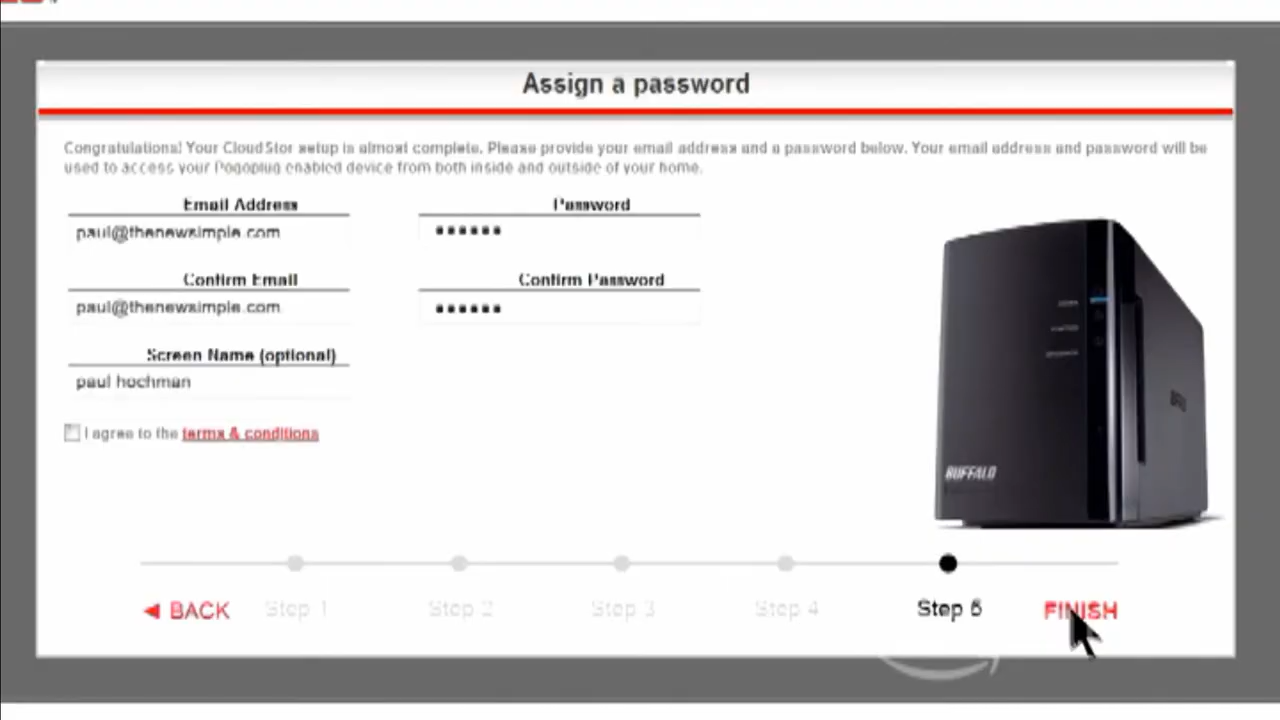 Assign a password
Congratulations! Your CloudStor setup is almost complete. Please provide your email address and a password below. Your email address and password will be
used to access your Pogoplug enabled device from both inside and outside of your home.
Email Address
Password
paul@thenewsimple.com
Confirm Email
Confirm Password
paul@thenewsimple.com
Screen Name (optional)
paul hochman
I agree to the terms & conditions
BUFFALO
BACK
Step 1
Step 2
Step 3
Step 4
Step 5
FINISH